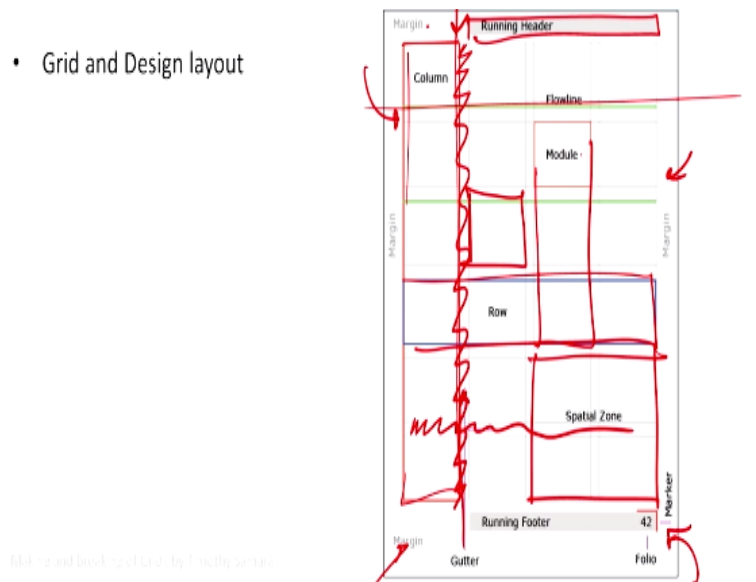 • Grid and Design layout
Margin
Running Header
Column
Flowline
Module
Margin
Margin
Row
Spatial Zone
Marker
Running Footer 42
Margin
Gutter
Folio